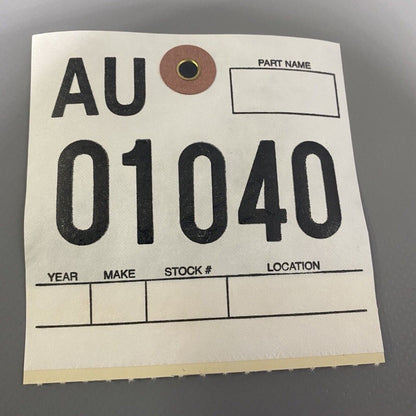 AU
PART NAME
01040
YEAR MAKE STOCK # LOCATION